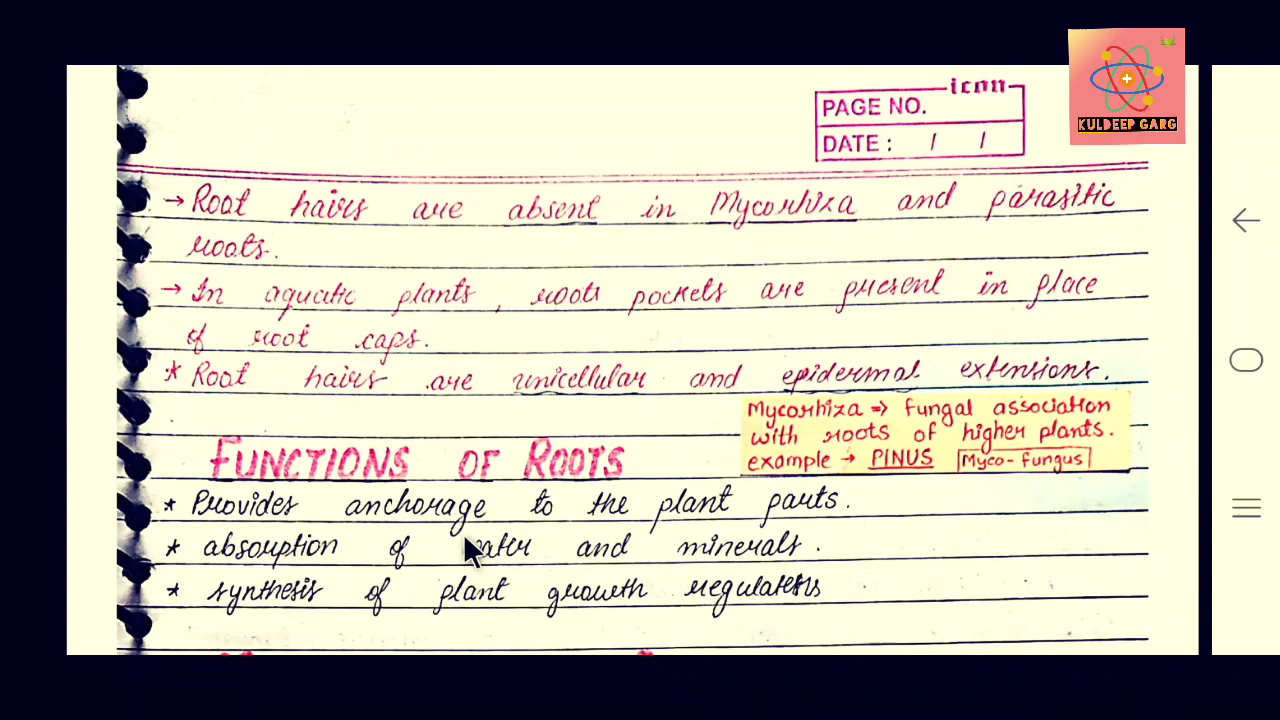 icon
PAGE NO.
DATE : / /
KULDEEP GARG
→ Root hairs are absent in Mycorhiza and parasitic
roots.
→ In aquatic plants, roots pockets are present in place
of root caps.
* Root hairs are unicellular and epidermal extensions.
Mycorhiza => fungal association
with roots of higher plants.
example → PINUS Myco-fungus
FUNCTIONS OF ROOTS
* Provides anchorage to the plant parts.
* absorption of water and minerals.
* synthesis of plant growth regulators